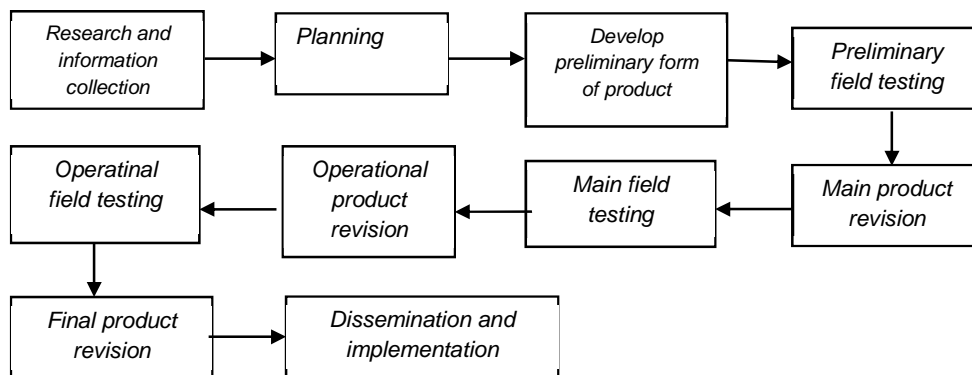 Research and
information
collection
Planning
Develop
preliminary form
of product
Preliminary
field testing
Main product
revision
Main field
testing
Operational
product
revision
Operatinal
field testing
Final product
revision
Dissemination and
implementation